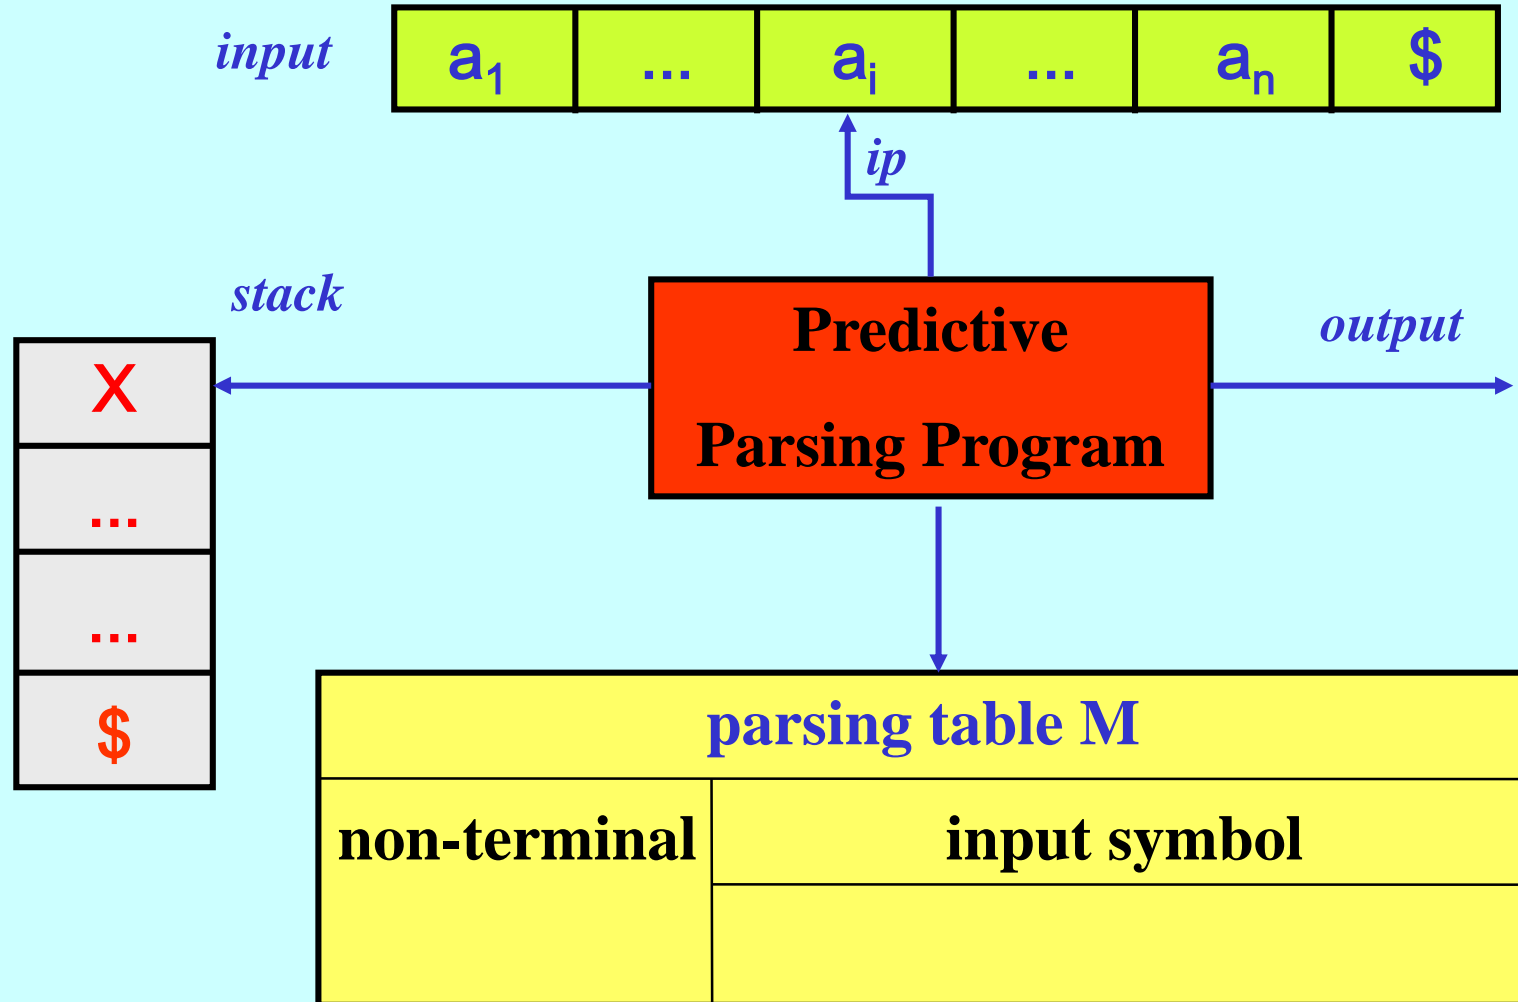 input a₁ ... aᵢ ... aₙ $
ip
stack
Predictive
Parsing Program
output
X
...
...
$
parsing table M
non-terminal input symbol